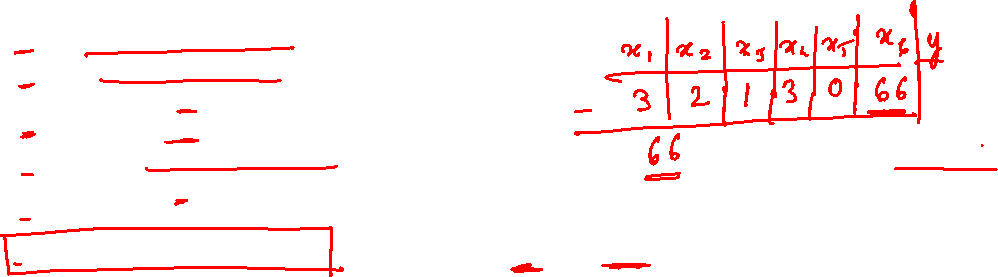 x₁ x₂ x₃ x₄ x₅ x₆ y
3 2 1 3 0 66
66